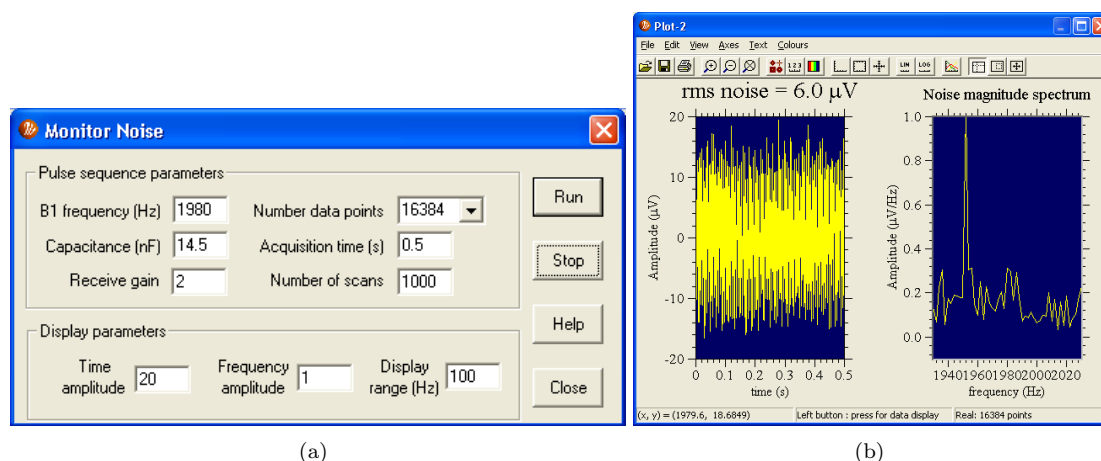 Monitor Noise
Pulse sequence parameters
B1 frequency (Hz) 1980 Number data points 16384
Capacitance (nF) 14.5 Acquisition time (s) 0.5
Receive gain 2 Number of scans 1000
Display parameters
Time amplitude 20 Frequency amplitude 1 Display range (Hz) 100
Run
Stop
Help
Close
(a)
Plot-2
File Edit View Axes Text Colours
1 2 3 LIN LOG
rms noise = 6.0 µV
Amplitude (µV)
20
10
0
-10
-20
0 0.1 0.2 0.3 0.4 0.5
time (s)
Noise magnitude spectrum
Amplitude (µV/Hz)
1.0
0.8
0.6
0.4
0.2
0.0
1940 1960 1980 2000 2020
frequency (Hz)
(x, y) = (1979.6, 18.6849) Left button : press for data display Real: 16384 points
(b)